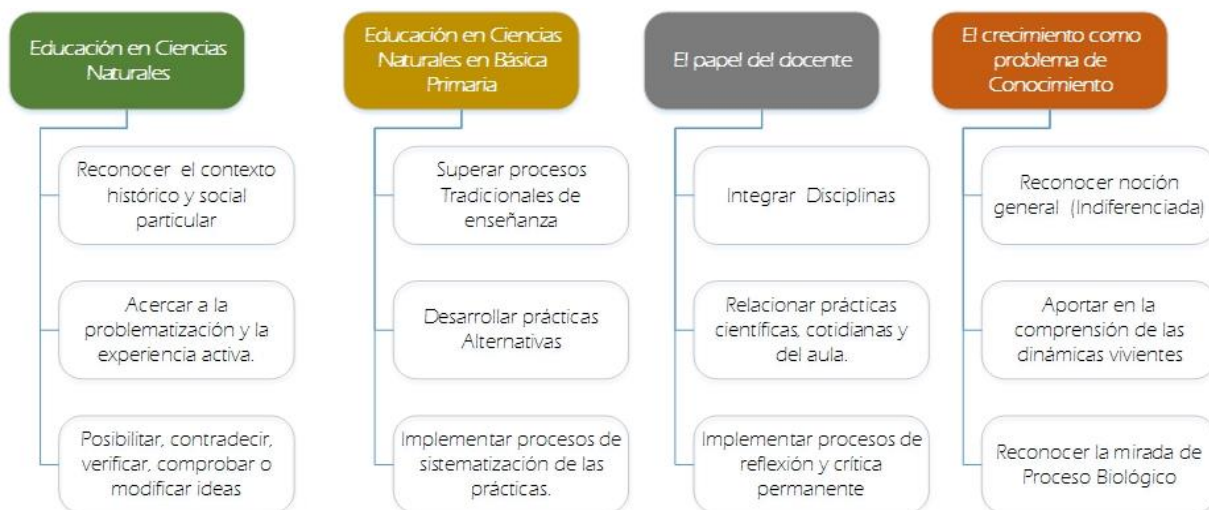 Educación en Ciencias
Naturales
Reconocer el contexto
histórico y social
particular
Acercar a la
problematización y la
experiencia activa.
Posibilitar, contradecir,
verificar, comprobar o
modificar ideas
Educación en Ciencias
Naturales en Básica
Primaria
Superar procesos
Tradicionales de
enseñanza
Desarrollar prácticas
Alternativas
Implementar procesos de
sistematización de las
prácticas.
El papel del docente
Integrar Disciplinas
Relacionar prácticas
científicas, cotidianas y
del aula.
Implementar procesos de
reflexión y crítica
permanente
El crecimiento como
problema de
Conocimiento
Reconocer noción
general (Indiferenciada)
Aportar en la
comprensión de las
dinámicas vivientes
Reconocer la mirada de
Proceso Biológico